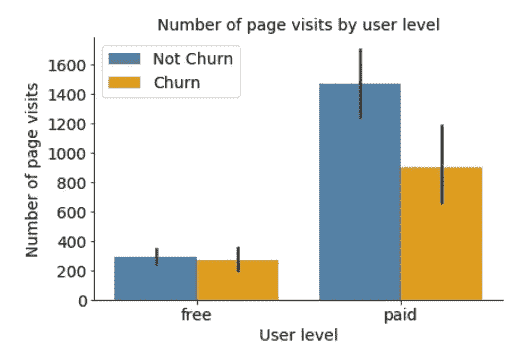 Number of page visits by user level
Number of page visits
1600
1400
1200
1000
800
600
400
200
0
Not Churn
Churn
free
paid
User level